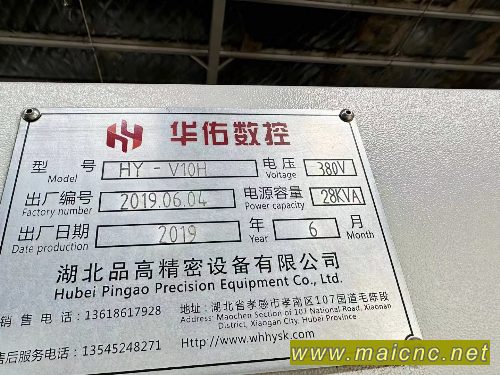 华佑数控
型 号 HY - V10H 电 压 380V
Model Voltage
出厂编号 2019.06.04 电源容量 28KVA
Factory number Power capacity
出厂日期 2019 年 6 月
Date production Year Month
湖北品高精密设备有限公司
Hubei Pingao Precision Equipment Co., Ltd.
销 售 电 话：13618617928 地址：湖北省孝感市孝南区107国道毛陈段
Address: Maochen Section of 107 National Road, Xiaonan
District, Xiangan City, Hubei Province
售后服务电话：13545248271 Http://www.whhysk.com
www.maicnc.net